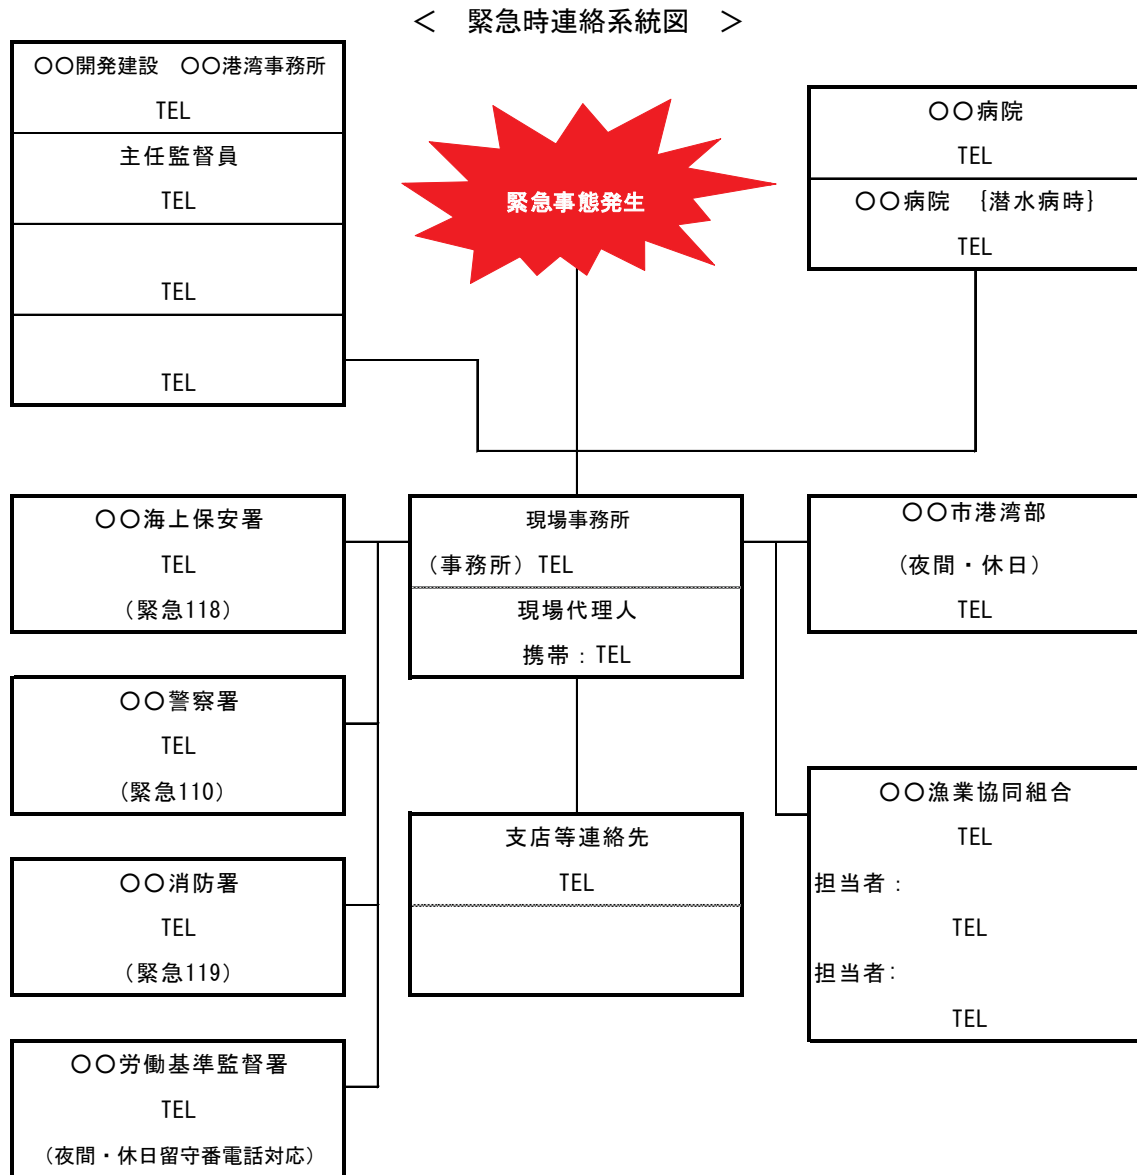 ＜　緊急時連絡系統図　＞
〇〇開発建設　〇〇港湾事務所
TEL
主任監督員
TEL
TEL
TEL
緊急事態発生
〇〇病院
TEL
〇〇病院　{潜水病時}
TEL
〇〇海上保安署
TEL
(緊急118)
〇〇警察署
TEL
(緊急110)
〇〇消防署
TEL
(緊急119)
〇〇労働基準監督署
TEL
(夜間・休日留守番電話対応)
現場事務所
(事務所) TEL
現場代理人
携帯：TEL
支店等連絡先
TEL
〇〇市港湾部
(夜間・休日)
TEL
〇〇漁業協同組合
TEL
担当者：
TEL
担当者:
TEL